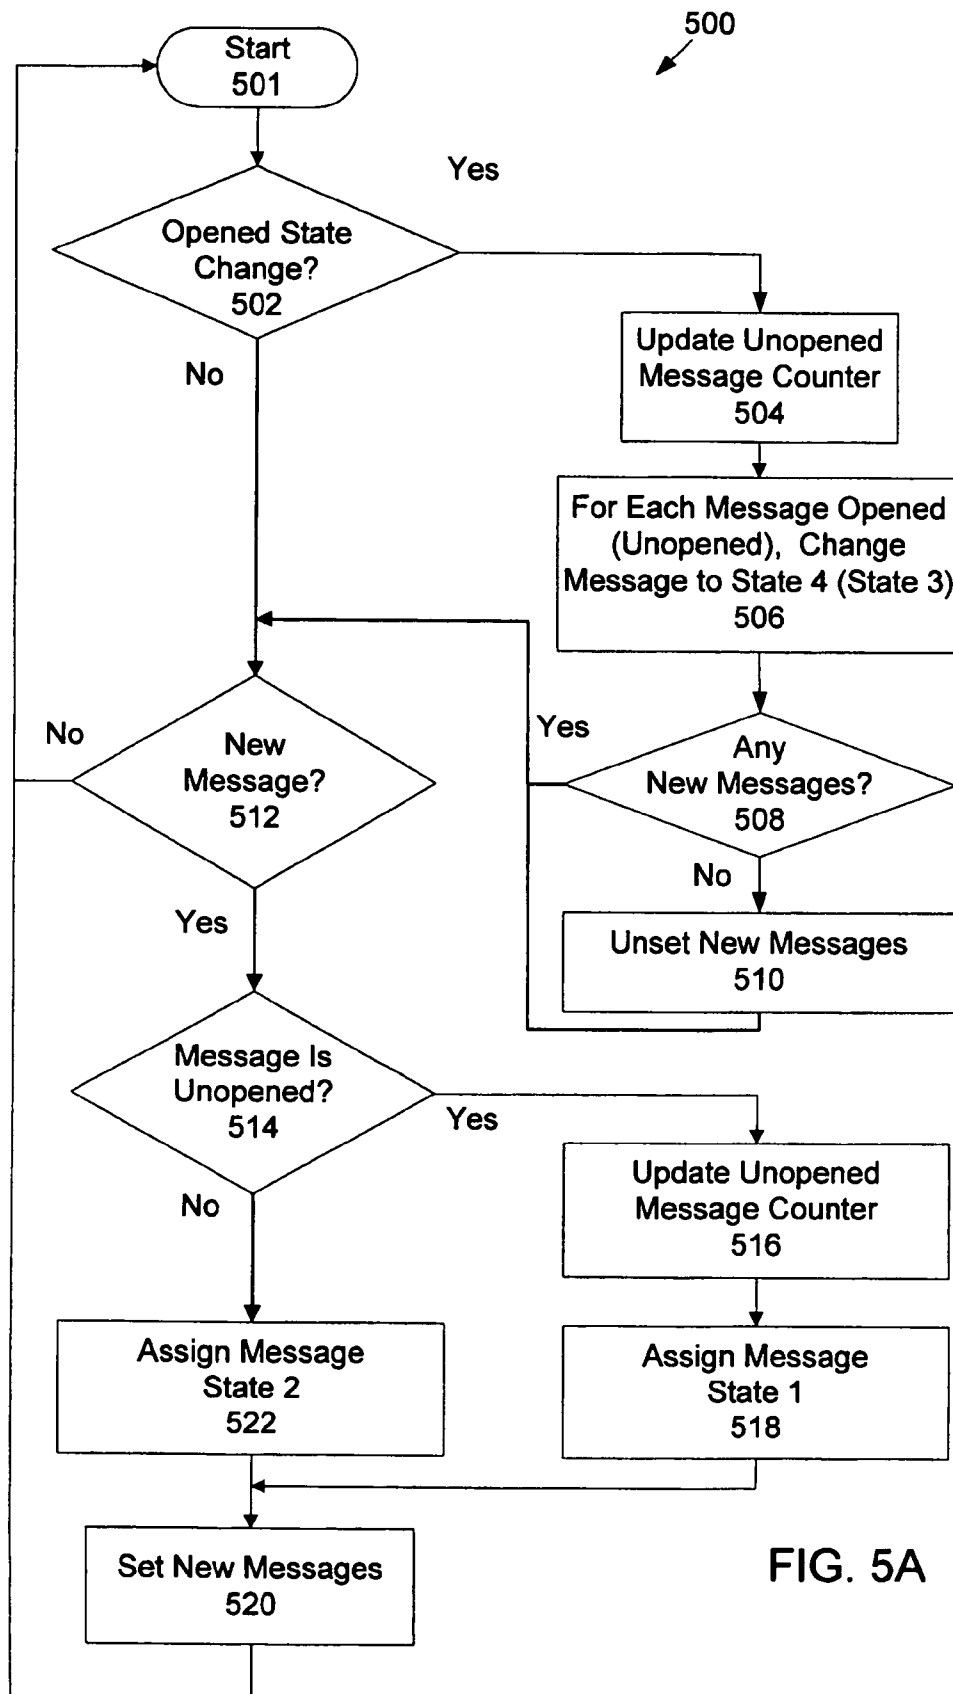 500
Start
501
Yes
Opened State
Change?
502
No
Update Unopened
Message Counter
504
For Each Message Opened
(Unopened), Change
Message to State 4 (State 3)
506
No
New
Message?
512
Yes
Any
New Messages?
508
No
Yes
Unset New Messages
510
Message Is
Unopened?
514
Yes
No
Update Unopened
Message Counter
516
Assign Message
State 2
522
Assign Message
State 1
518
Set New Messages
520
FIG. 5A